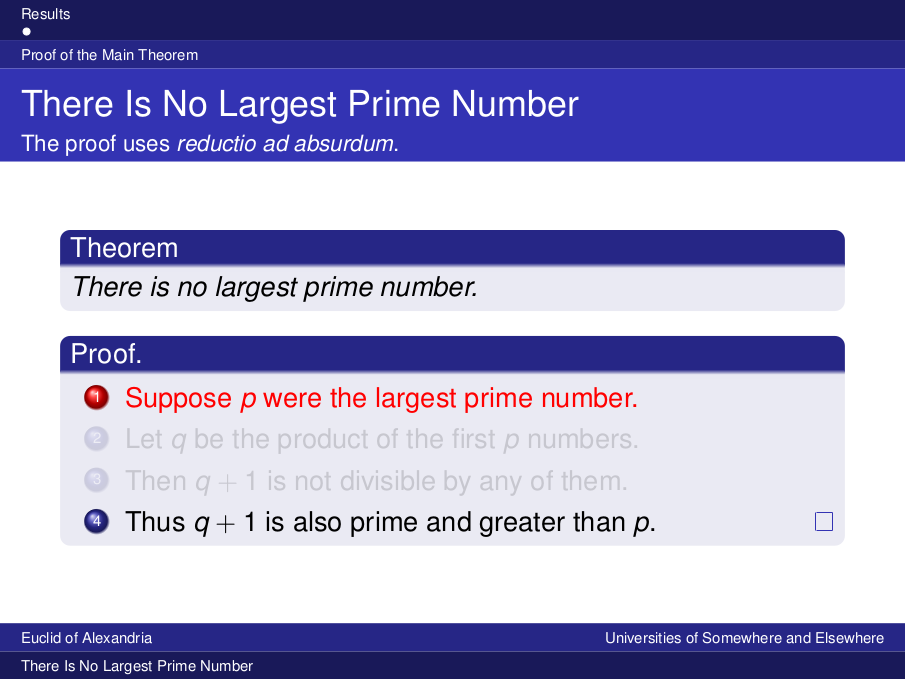 Results
Proof of the Main Theorem
There Is No Largest Prime Number
The proof uses reductio ad absurdum.
Theorem
There is no largest prime number.
Proof.
1 Suppose p were the largest prime number.
2 Let q be the product of the first p numbers.
3 Then q + 1 is not divisible by any of them.
4 Thus q + 1 is also prime and greater than p.
Euclid of Alexandria
Universities of Somewhere and Elsewhere
There Is No Largest Prime Number